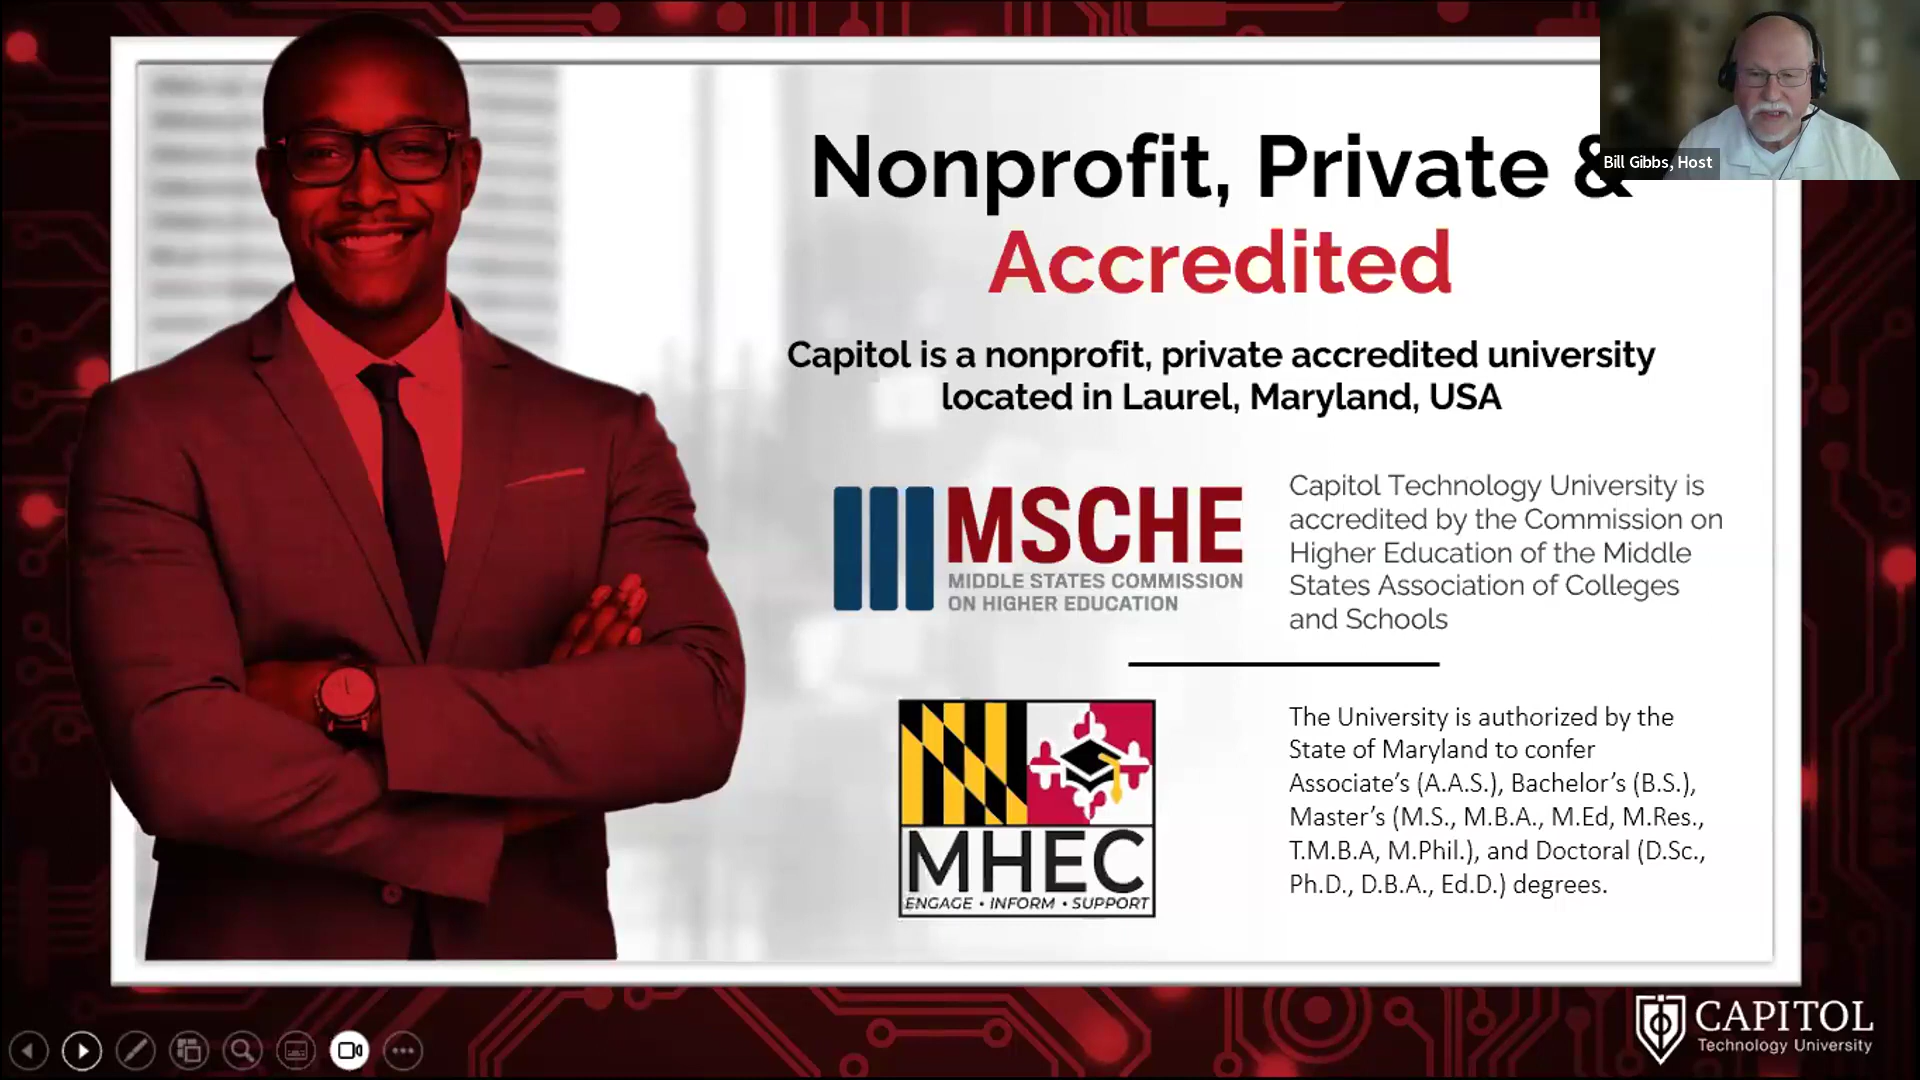 Nonprofit, Private &
Bill Gibbs, Host
Accredited
Capitol is a nonprofit, private accredited university
located in Laurel, Maryland, USA
MSCHE
MIDDLE STATES COMMISSION
ON HIGHER EDUCATION
Capitol Technology University is
accredited by the Commission on
Higher Education of the Middle
States Association of Colleges
and Schools
MHEC
ENGAGE • INFORM • SUPPORT
The University is authorized by the
State of Maryland to confer
Associate’s (A.A.S.), Bachelor’s (B.S.),
Master’s (M.S., M.B.A., M.Ed, M.Res.,
T.M.B.A, M.Phil.), and Doctoral (D.Sc.,
Ph.D., D.B.A., Ed.D.) degrees.
CAPITOL
Technology University